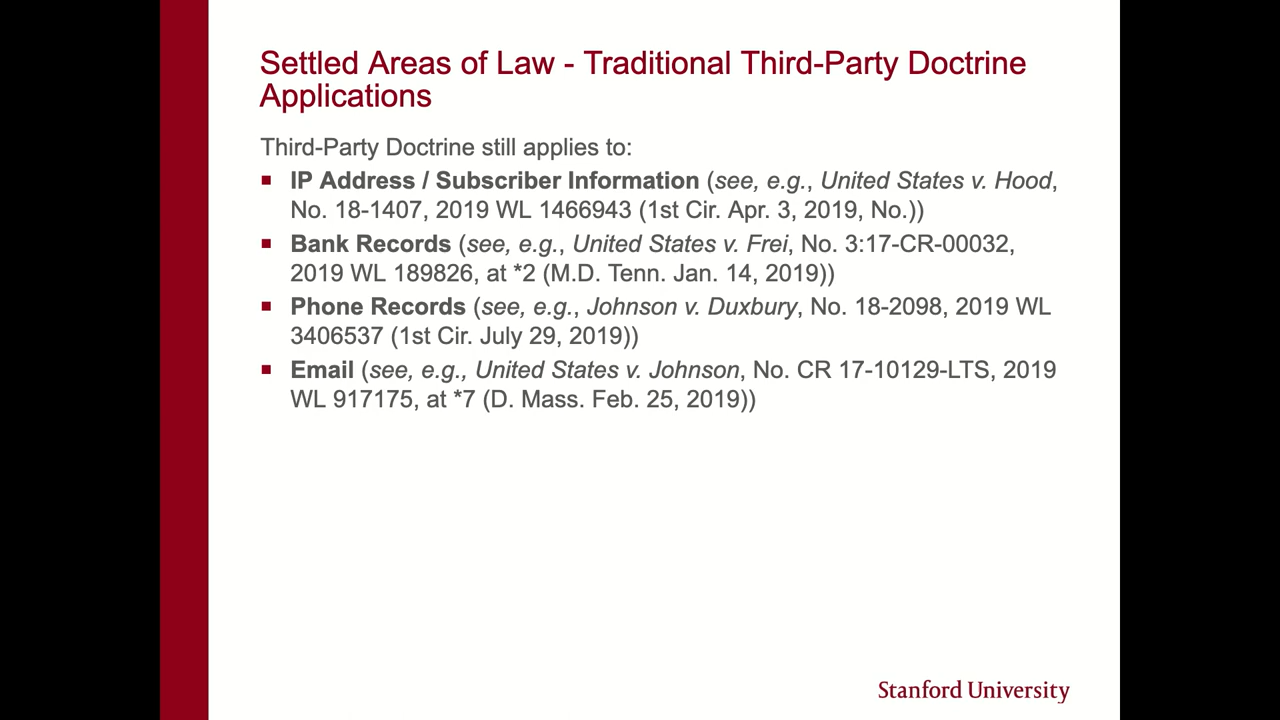 Settled Areas of Law - Traditional Third-Party Doctrine
Applications
Third-Party Doctrine still applies to:
▪ IP Address / Subscriber Information (see, e.g., United States v. Hood,
No. 18-1407, 2019 WL 1466943 (1st Cir. Apr. 3, 2019, No.))
▪ Bank Records (see, e.g., United States v. Frei, No. 3:17-CR-00032,
2019 WL 189826, at *2 (M.D. Tenn. Jan. 14, 2019))
▪ Phone Records (see, e.g., Johnson v. Duxbury, No. 18-2098, 2019 WL
3406537 (1st Cir. July 29, 2019))
▪ Email (see, e.g., United States v. Johnson, No. CR 17-10129-LTS, 2019
WL 917175, at *7 (D. Mass. Feb. 25, 2019))
Stanford University